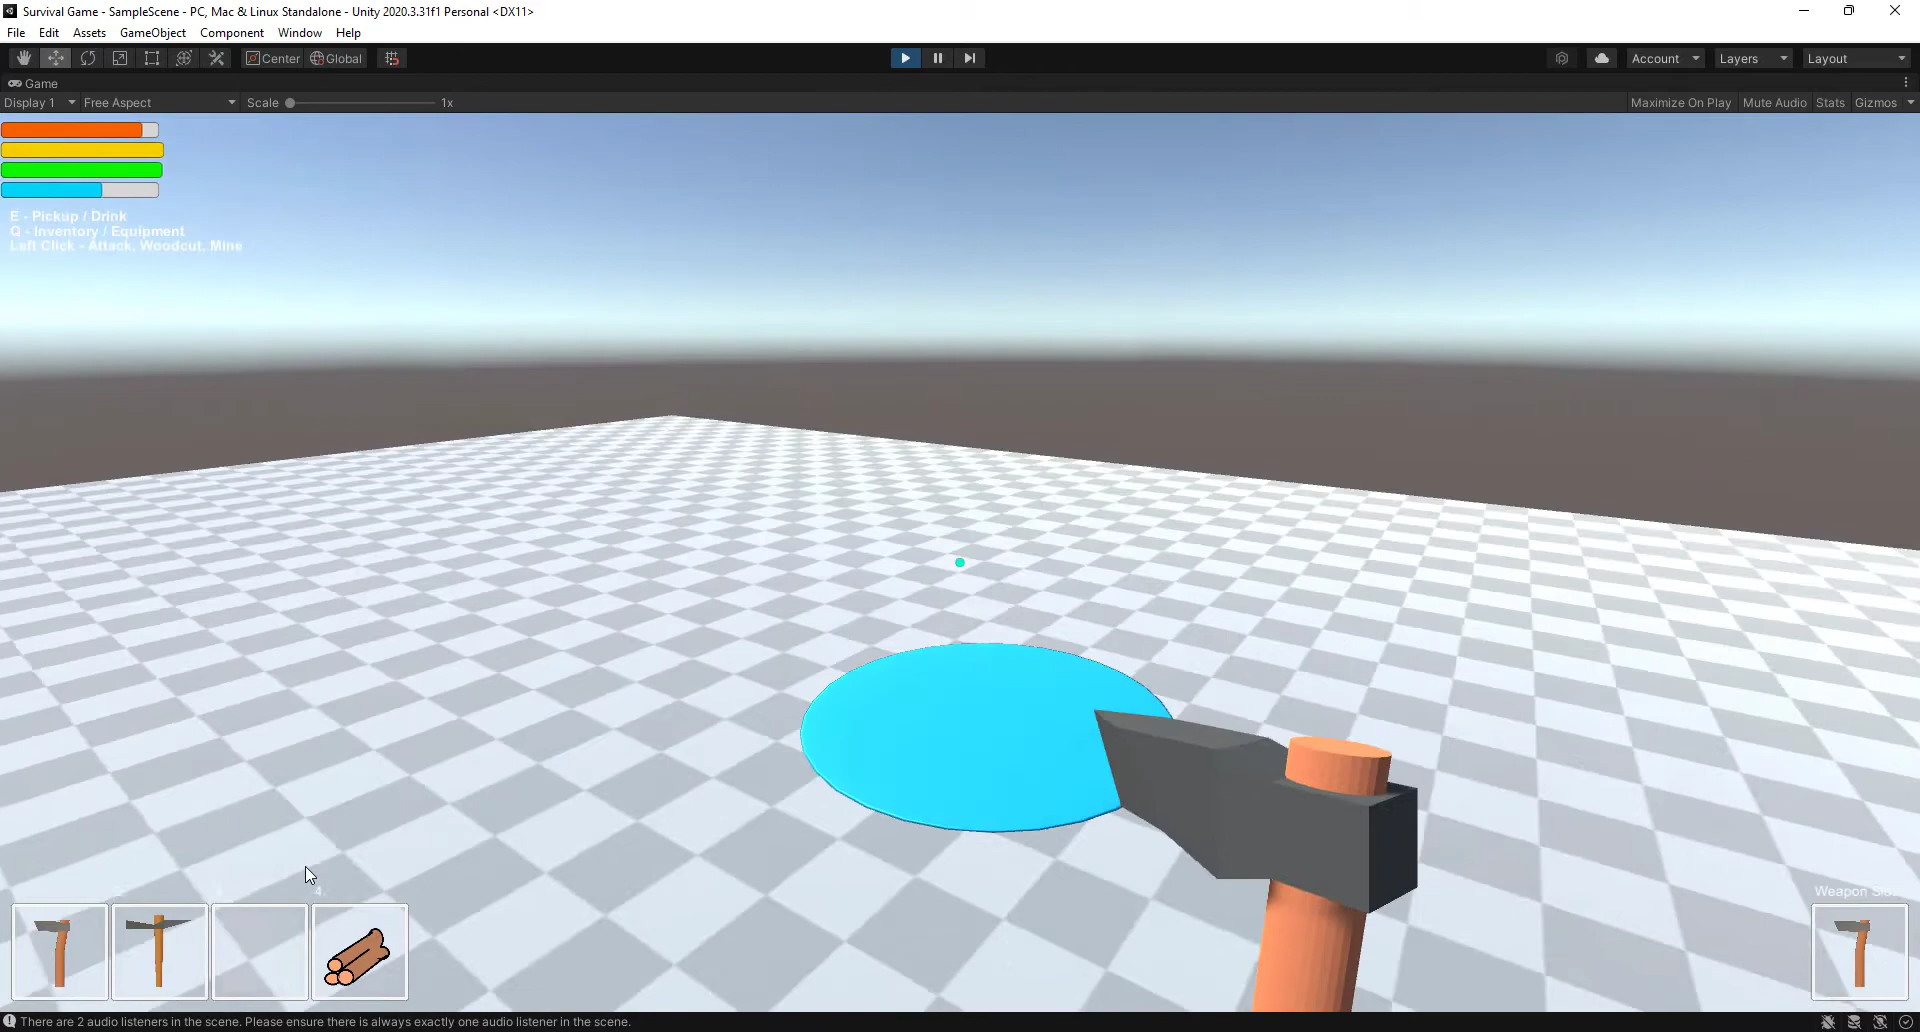 Survival Game - SampleScene - PC, Mac & Linux Standalone - Unity 2020.3.31f1 Personal <DX11>
File Edit Assets GameObject Component Window Help
Center Global Account Layers Layout
Game
Display 1 Free Aspect Scale 1x Maximize On Play Mute Audio Stats Gizmos
E - Pickup / Drink
Q - Inventory / Equipment
Left Click - Attack, Woodcut, Mine
4
Weapon
There are 2 audio listeners in the scene. Please ensure there is always exactly one audio listener in the scene.